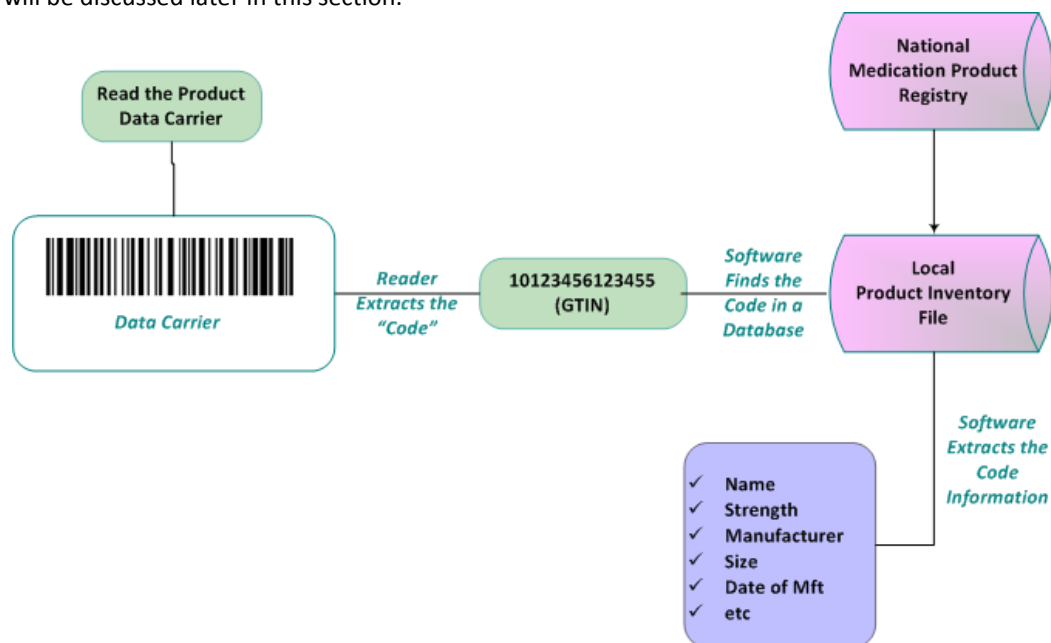 will be discussed later in this section.
National
Medication Product
Registry
Read the Product
Data Carrier
Data Carrier
Reader
Extracts the
“Code”
10123456123455
(GTIN)
Software
Finds the
Code in a
Database
Local
Product Inventory
File
Software
Extracts the
Code
Information
✓ Name
✓ Strength
✓ Manufacturer
✓ Size
✓ Date of Mft
✓ etc